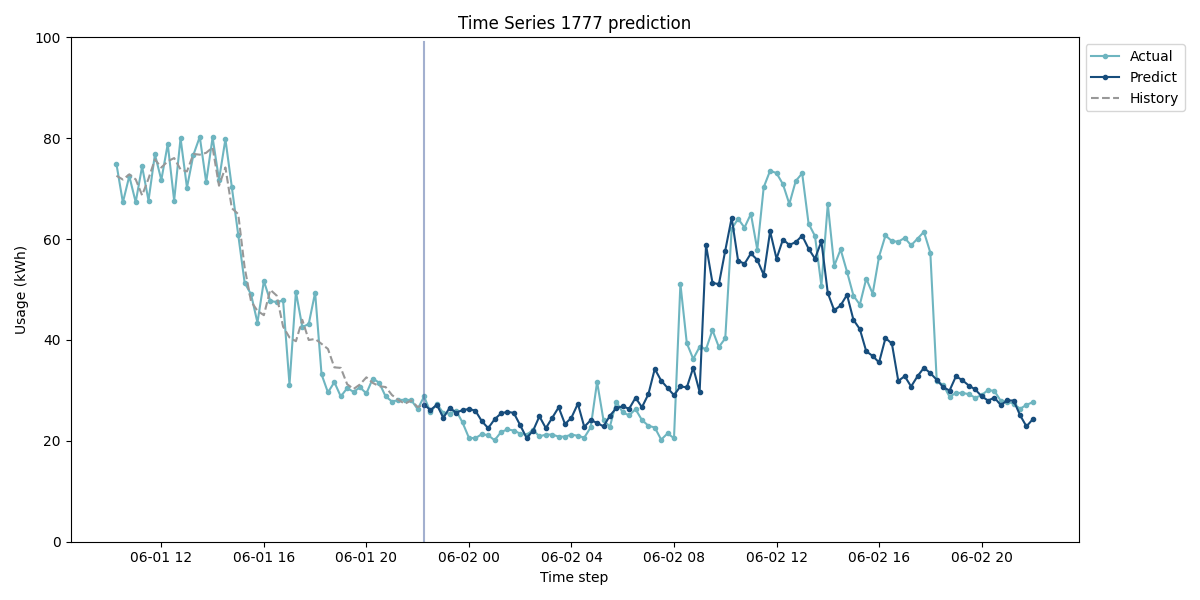 Time Series 1777 prediction
100
80
60
40
20
0
Usage (kWh)
06-01 12
06-01 16
06-01 20
06-02 00
06-02 04
06-02 08
06-02 12
06-02 16
06-02 20
Time step
Actual
Predict
History